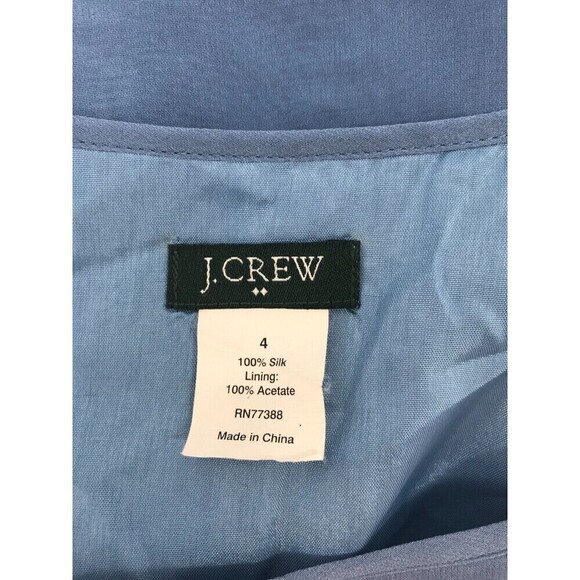 J.CREW
4
100% Silk
Lining:
100% Acetate
RN77388
Made in China